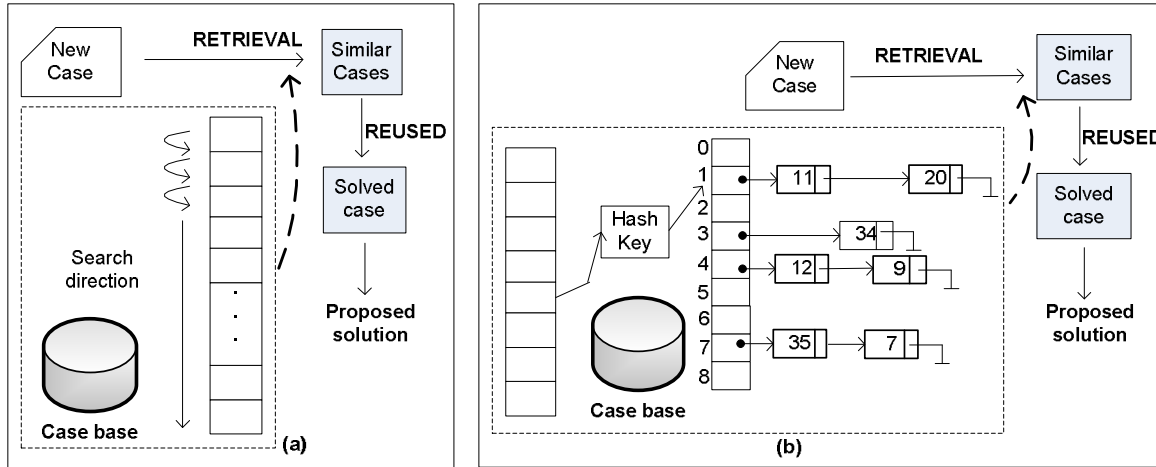 New
Case
RETRIEVAL
Similar
Cases
REUSED
Solved
case
Search
direction
Proposed
solution
Case base
(a)
New
Case
RETRIEVAL
Similar
Cases
REUSED
Solved
case
Proposed
solution
Hash
Key
0
1
11
20
2
3
34
4
12
9
5
6
7
35
7
8
Case base
(b)